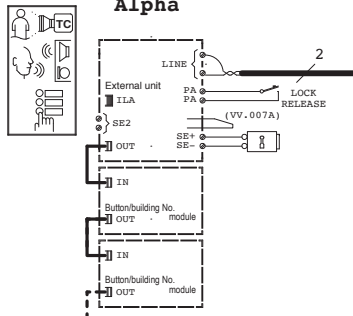 Alpha
TC
2
LINE
External unit
ILA
PA
PA
LOCK
RELEASE
SE2
(VV.007A)
SE+
SE-
OUT
IN
Button/building No.
OUT
module
IN
Button/building No.
OUT
module